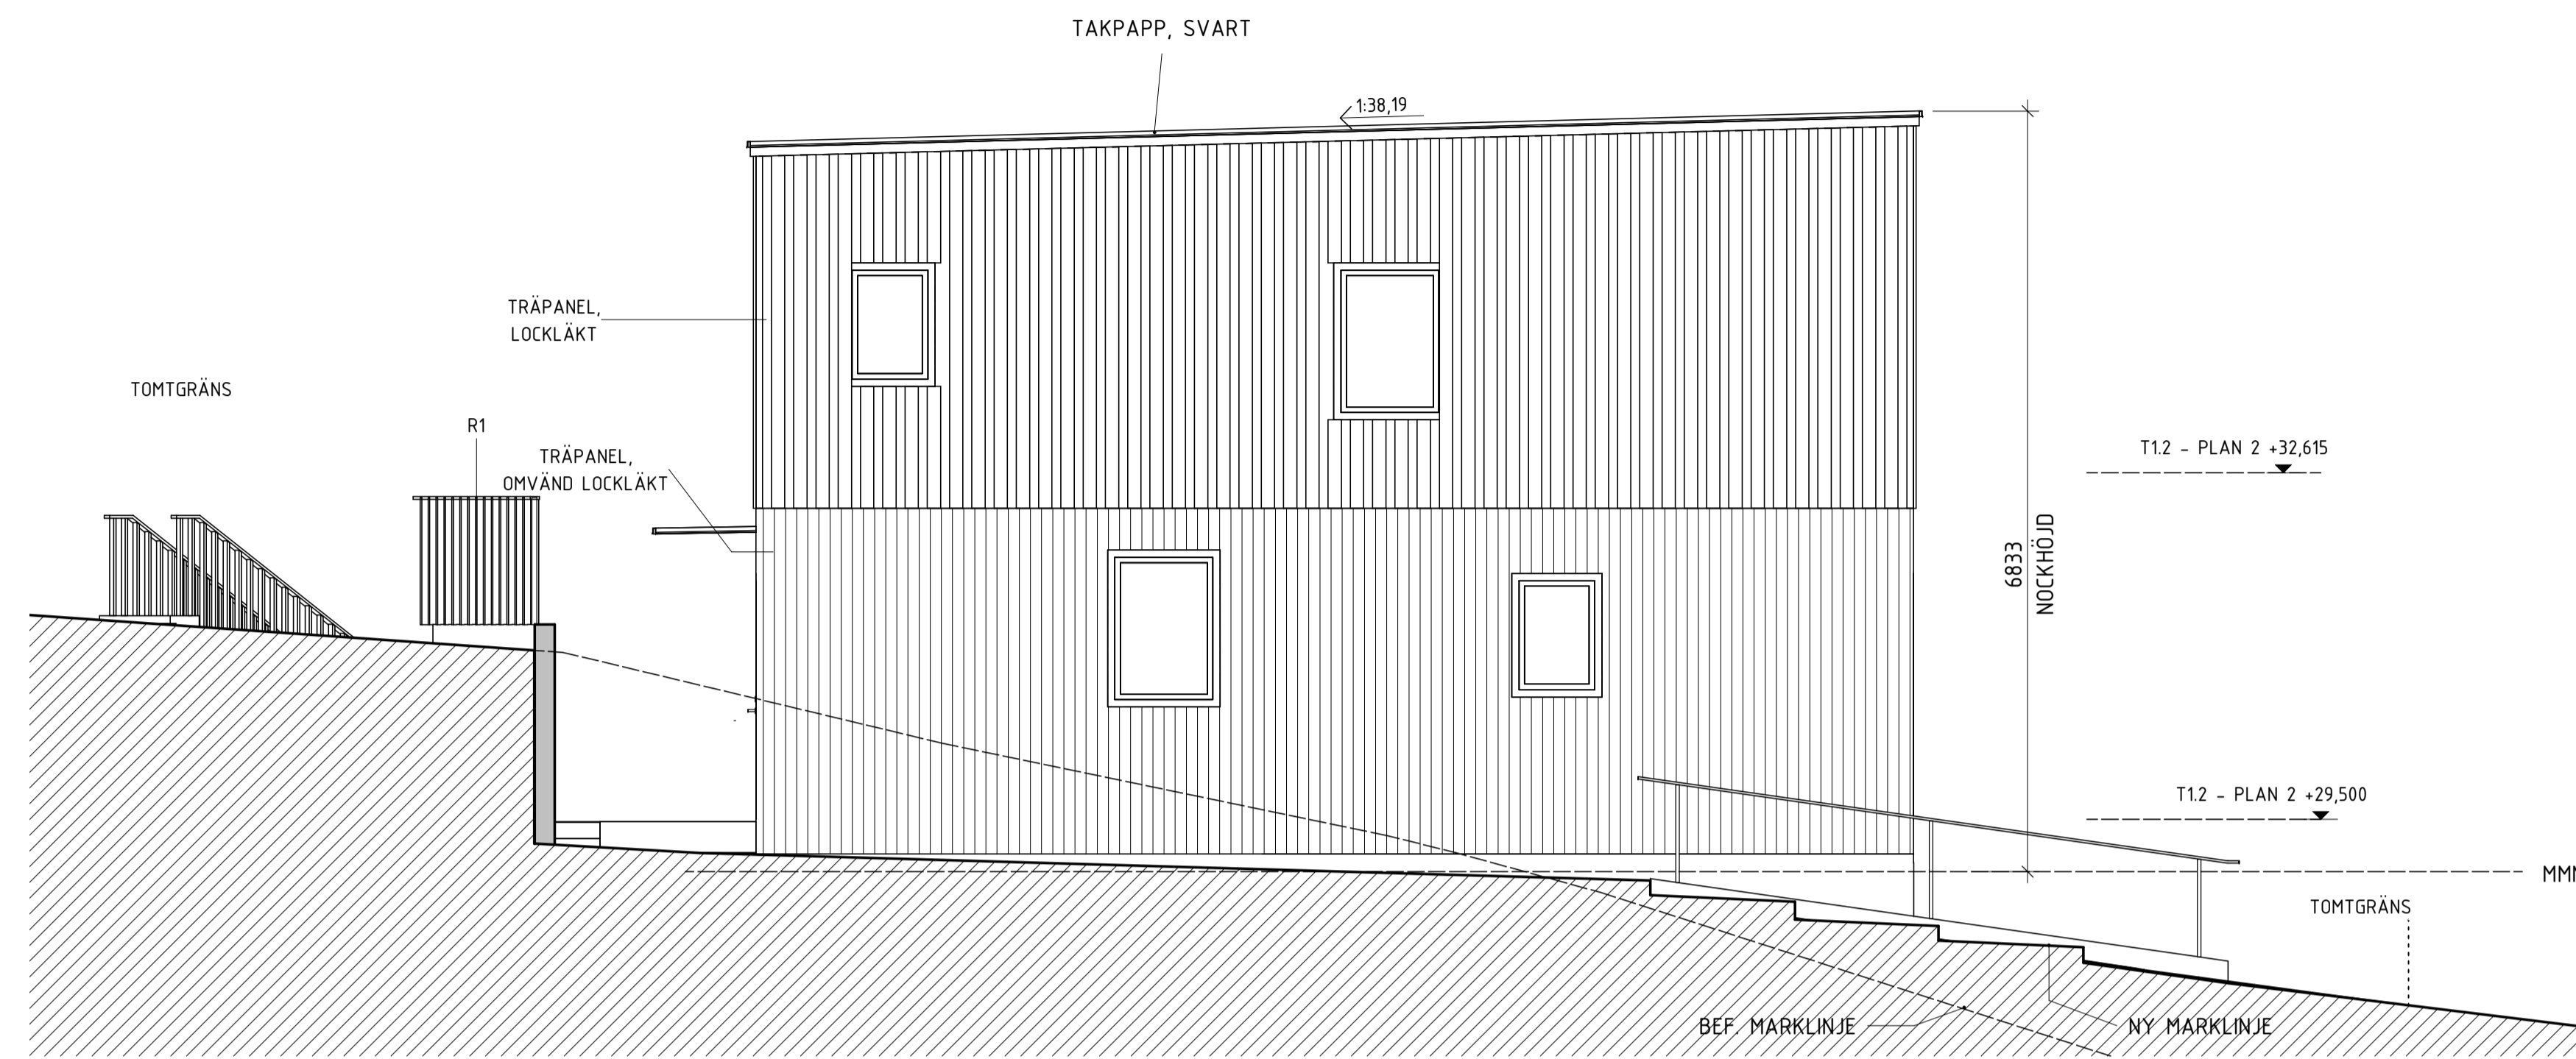 TAKPAPP, SVART
1:38,19
TRÄPANEL,
LOCKLÄKT
TOMTGRÄNS
R1
TRÄPANEL,
OMVÄND LOCKLÄKT
T1.2 - PLAN 2 +32,615
6833
NOCKHÖJD
T1.2 - PLAN 2 +29,500
TOMTGRÄNS
BEF. MARKLINJE
NY MARKLINJE